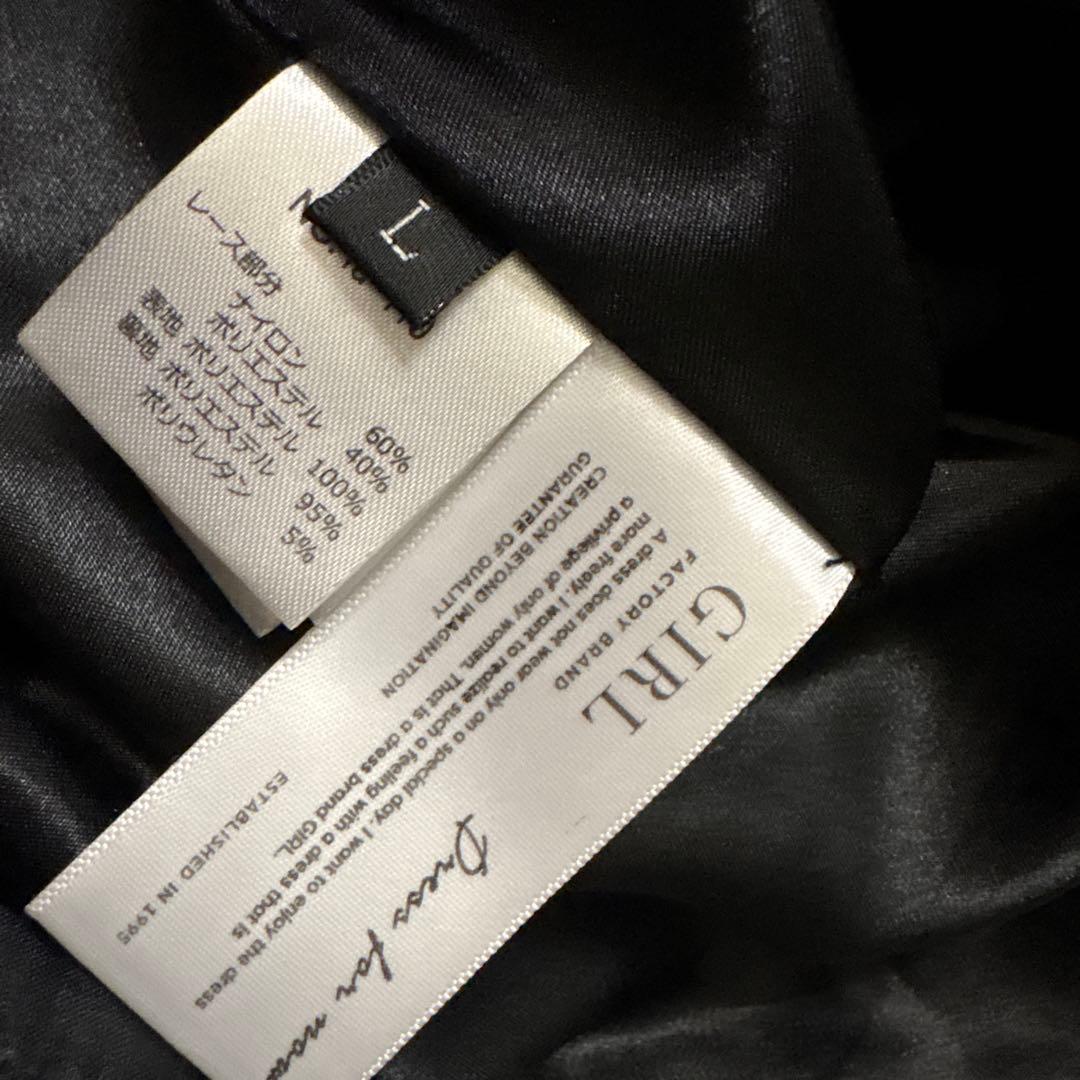 L
レース部分
ナイロン 60%
ポリエステル 40%
表地 ポリエステル 100%
裏地 ポリエステル 95%
ポリウレタン 5%
GIRL
FACTORY BRAND
A dress does not wear only on a special day. I want to enjoy the dress
more freely. I want to realize such a feeling with a dress that is
a privilege of only women. That is a dress brand GIRL.
CREATION BEYOND IMAGINATION
GURANTEE OF QUALITY
ESTABLISHED IN 1995
Dress for